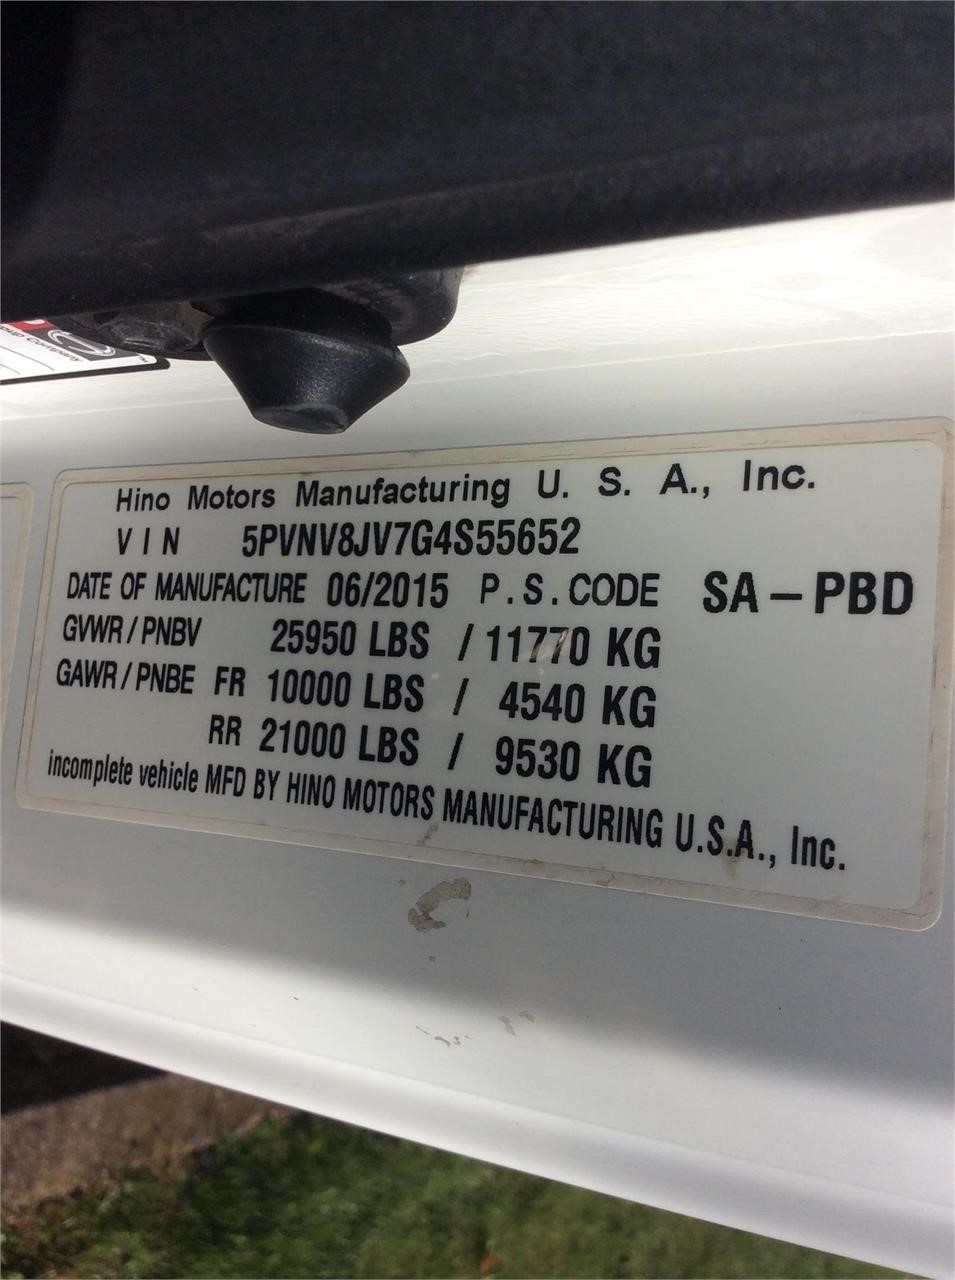 oup Company
Hino Motors Manufacturing U. S. A., Inc.
VIN 5PVNV8JV7G4S55652
DATE OF MANUFACTURE 06/2015 P.S.CODE SA-PBD
GVWR/PNBV 25950 LBS / 11770 KG
GAWR/PNBE FR 10000 LBS / 4540 KG
RR 21000 LBS / 9530 KG
incomplete vehicle MFD BY HINO MOTORS MANUFACTURING U.S.A., Inc.